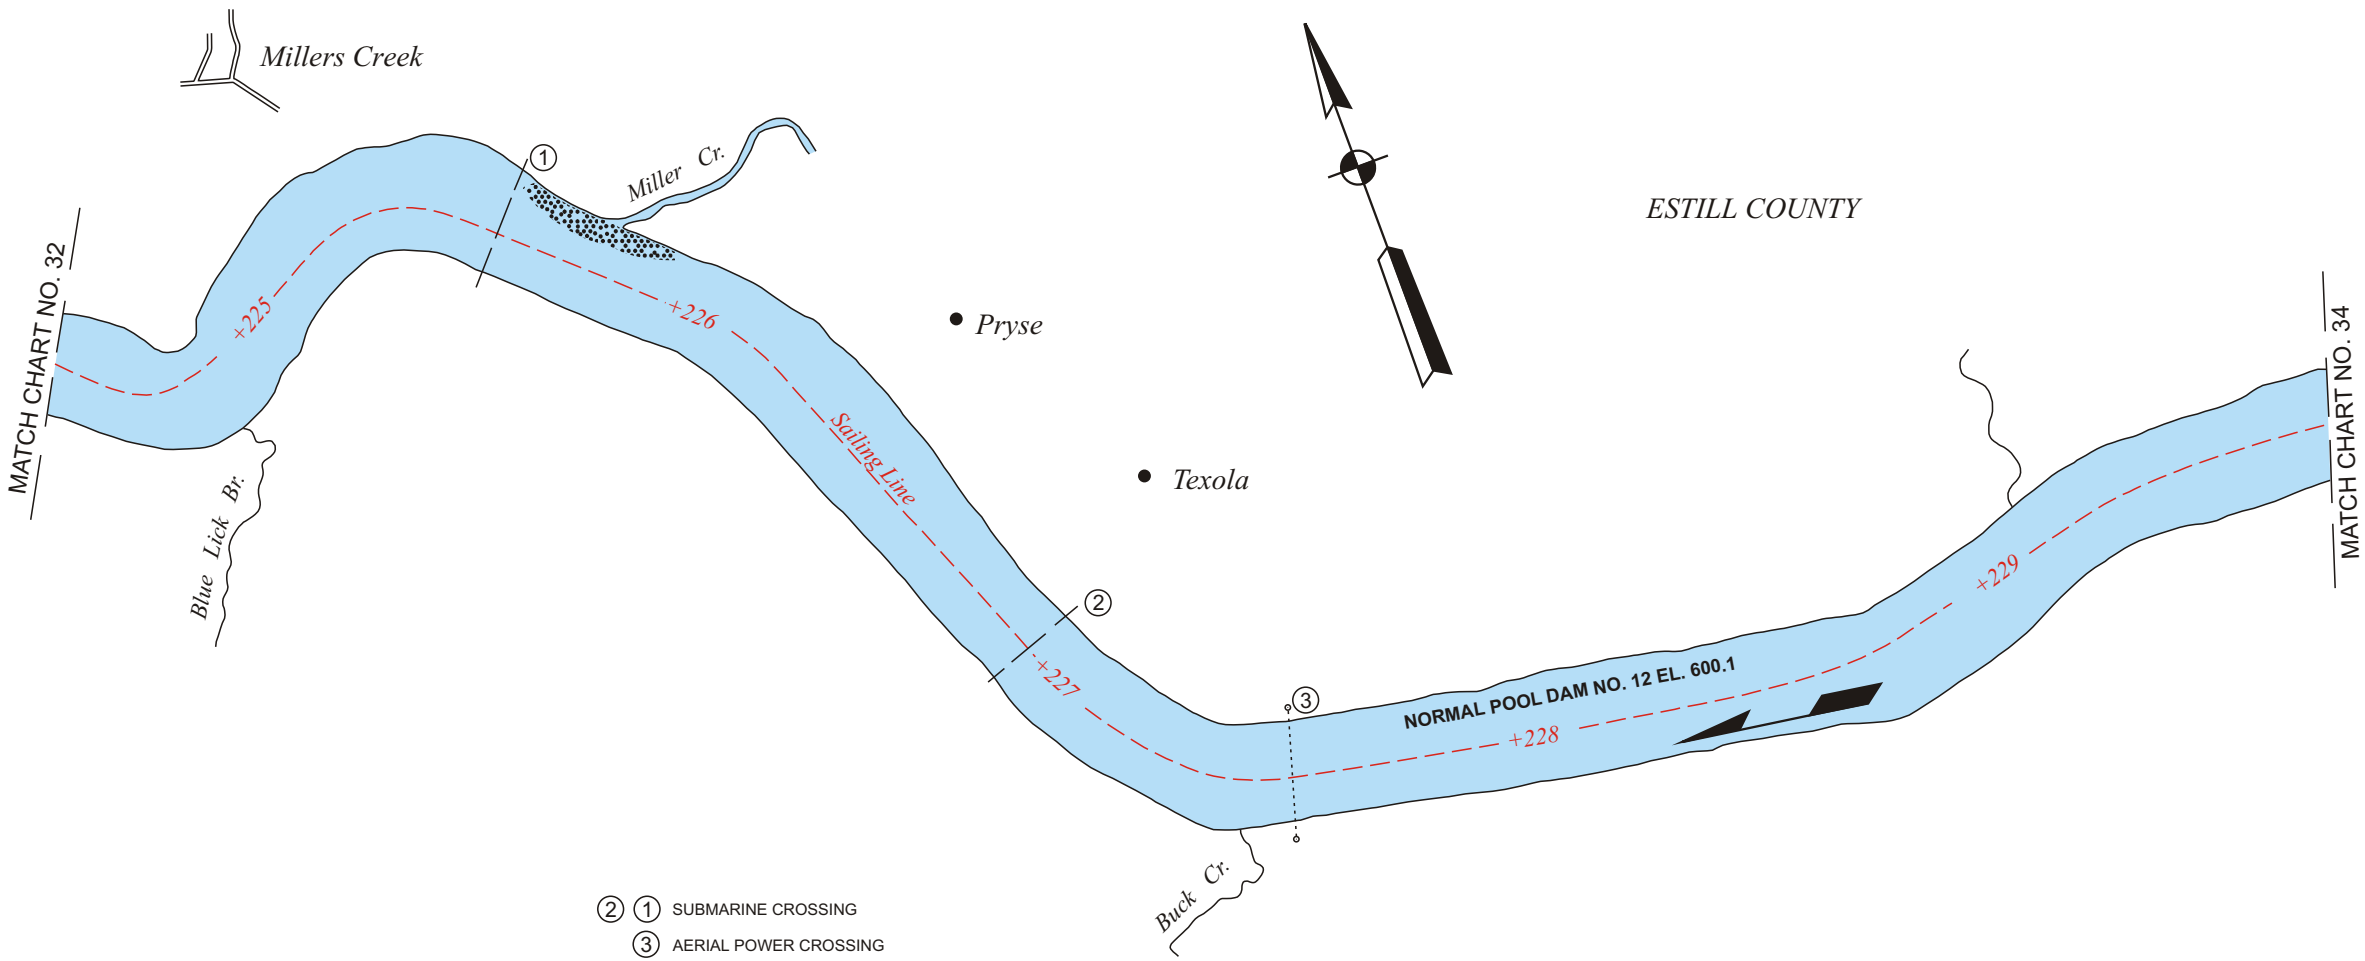 Millers Creek
1
Miller Cr.
ESTILL COUNTY
MATCH CHART NO. 32
+225
+226
Pryse
MATCH CHART NO. 34
Sailing Line
Texola
Blue Lick Br.
2
+227
+229
3
NORMAL POOL DAM NO. 12 EL. 600.1
+228
Buck Cr.
2 1 SUBMARINE CROSSING
3 AERIAL POWER CROSSING